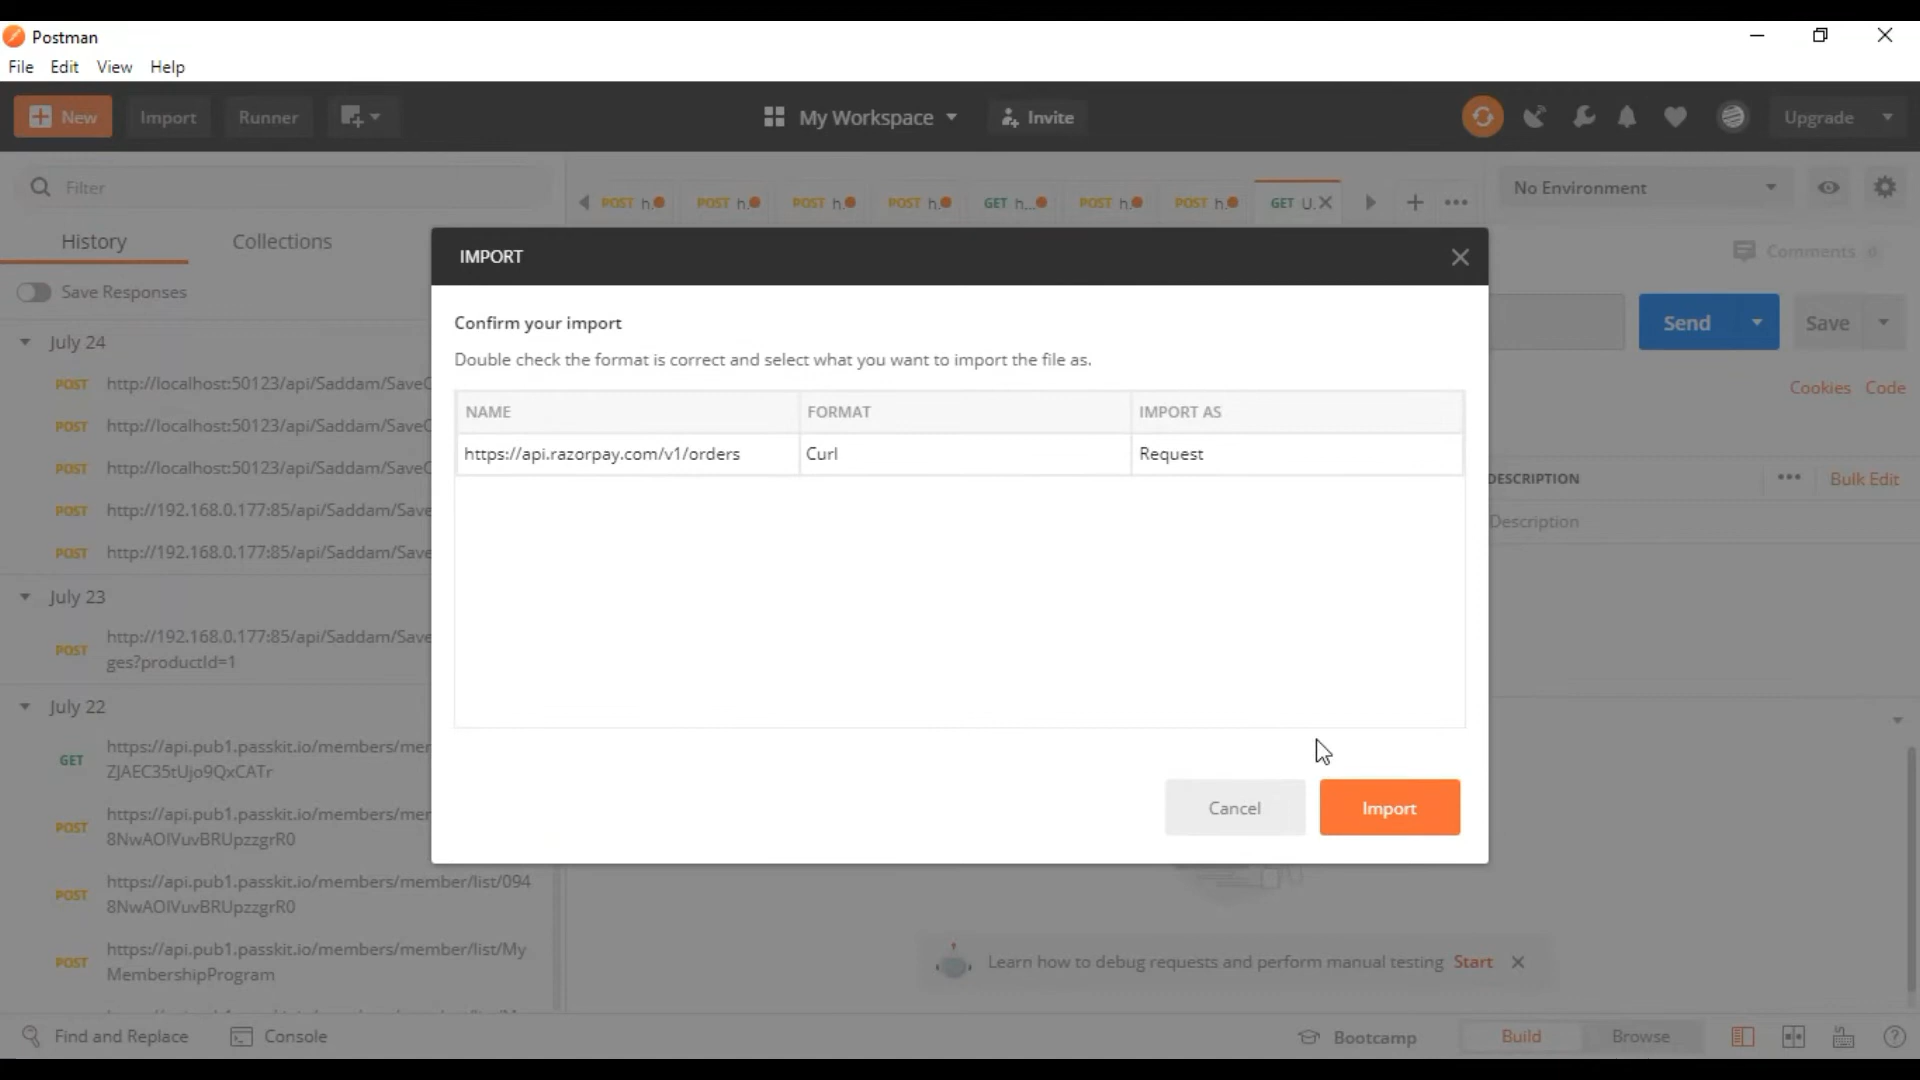 Postman
File Edit View Help
New Import Runner My Workspace Invite Upgrade
Filter
POST h. POST h. POST h. POST h. GET h... POST h. POST h. GET U.
No Environment
History Collections
Comments 0
Save Responses
IMPORT
Confirm your import
Double check the format is correct and select what you want to import the file as.
NAME FORMAT IMPORT AS
https://api.razorpay.com/v1/orders Curl Request
Cancel Import
Send Save
Cookies Code
DESCRIPTION Bulk Edit
Description
July 24
POST http://localhost:50123/api/Saddam/SaveC
POST http://localhost:50123/api/Saddam/SaveC
POST http://localhost:50123/api/Saddam/SaveC
POST http://192.168.0.177:85/api/Saddam/Save
POST http://192.168.0.177:85/api/Saddam/Save
July 23
POST http://192.168.0.177:85/api/Saddam/Save
ges?productId=1
July 22
GET https://api.pub1.passkit.io/members/mer
ZJAEC35tUjo9QxCATr
POST https://api.pub1.passkit.io/members/mer
8NwAOlVuvBRUpzzgrR0
POST https://api.pub1.passkit.io/members/member/list/094
8NwAOlVuvBRUpzzgrR0
POST https://api.pub1.passkit.io/members/member/list/My
MembershipProgram
Learn how to debug requests and perform manual testing Start
Find and Replace Console Bootcamp Build Browse